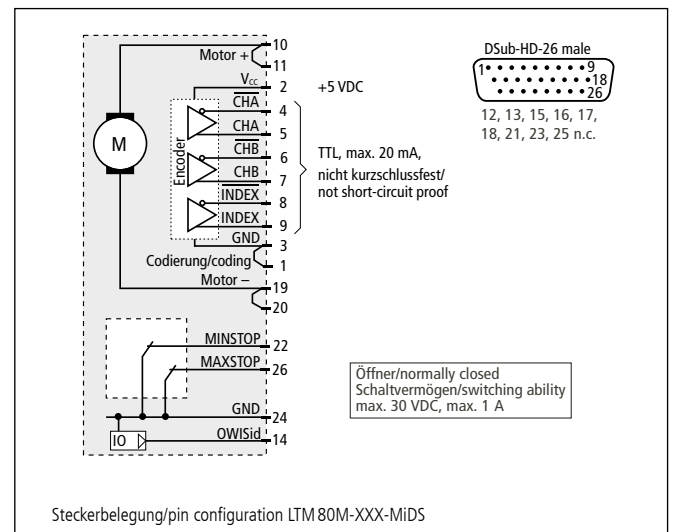 10
Motor +
11
Vcc
2
+5 VDC
C̅H̅A̅
4
CHA
5
C̅H̅B̅
6
CHB
7
I̅N̅D̅E̅X̅
8
INDEX
9
Encoder
M
TTL, max. 20 mA,
nicht kurzschlussfest/
not short-circuit proof
GND
3
Codierung/coding
1
Motor –
19
20
MINSTOP
22
MAXSTOP
26
GND
24
IO
OWISid
14
DSub-HD-26 male
1
9
18
26
12, 13, 15, 16, 17,
18, 21, 23, 25 n.c.
Öffner/normally closed
Schaltvermögen/switching ability
max. 30 VDC, max. 1 A
Steckerbelegung/pin configuration LTM 80M-XXX-MiDS